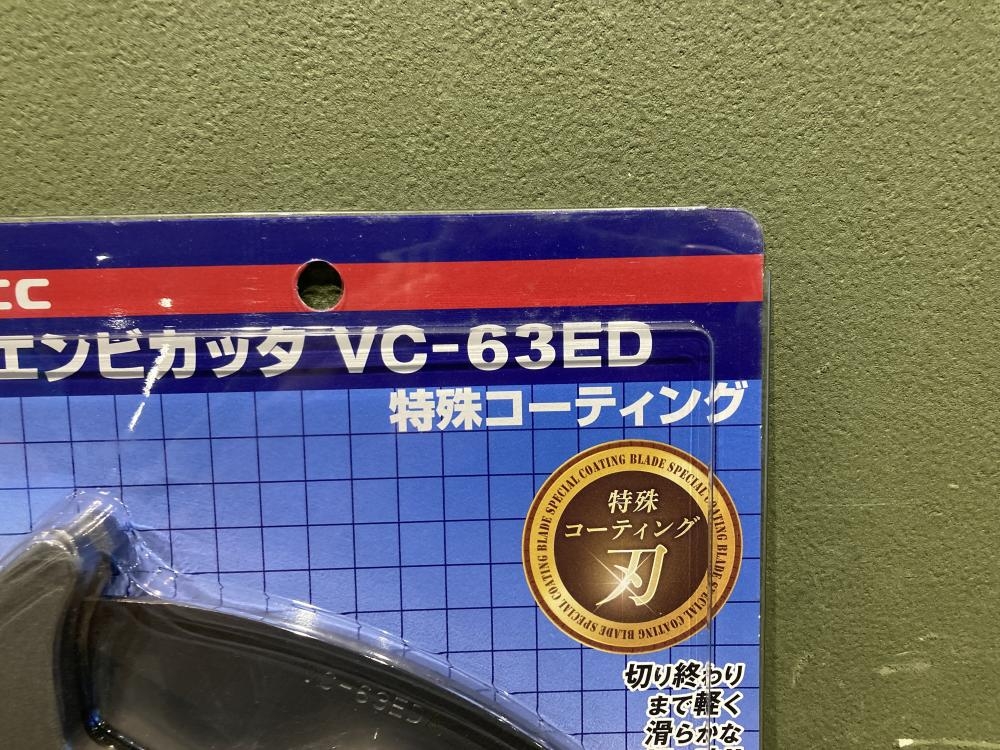 エンビカッタ VC-63ED
特殊コーティング
SPECIAL COATING BLADE SPECIAL COATING BLADE SPECIAL COATING BLADE
特殊
コーティング
刃
VC-63ED
切り終わり
まで軽く
滑らかな